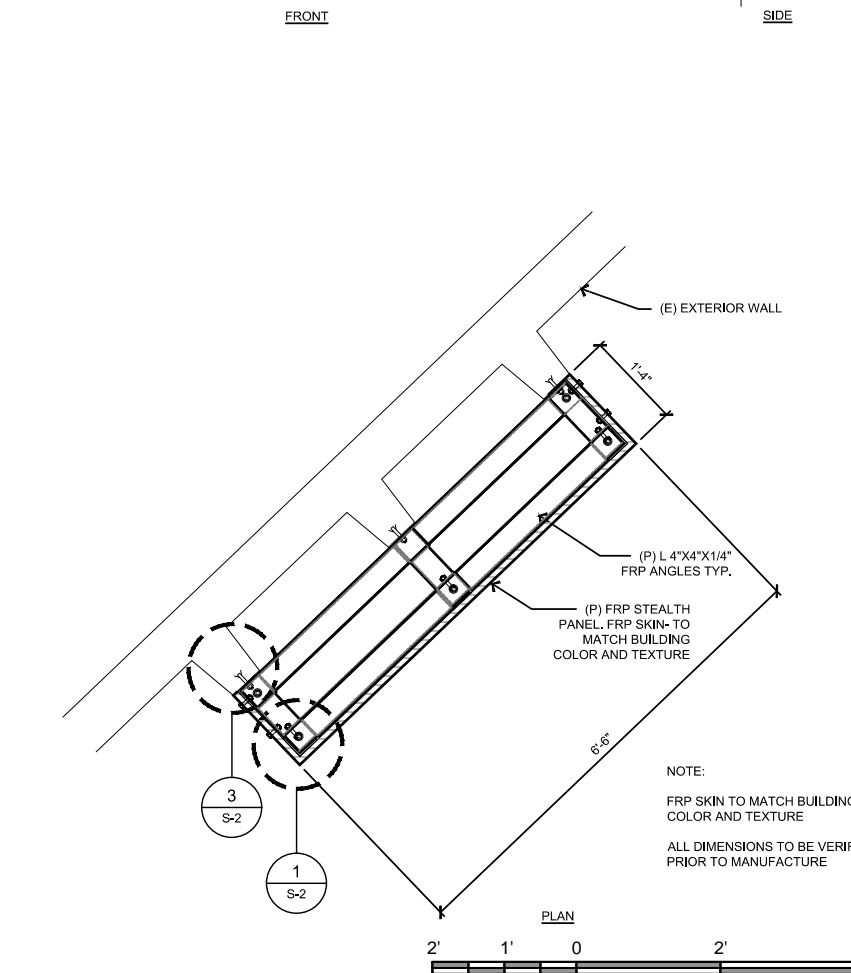 FRONT
SIDE
(E) EXTERIOR WALL
1'-4"
(P) L 4"X4"X1/4"
FRP ANGLES TYP.
(P) FRP STEALTH
PANEL. FRP SKIN- TO
MATCH BUILDING
COLOR AND TEXTURE
6'-6"
3
S-2
1
S-2
NOTE:
FRP SKIN TO MATCH BUILDING
COLOR AND TEXTURE
ALL DIMENSIONS TO BE VERIF
PRIOR TO MANUFACTURE
PLAN
2' 1' 0 2'